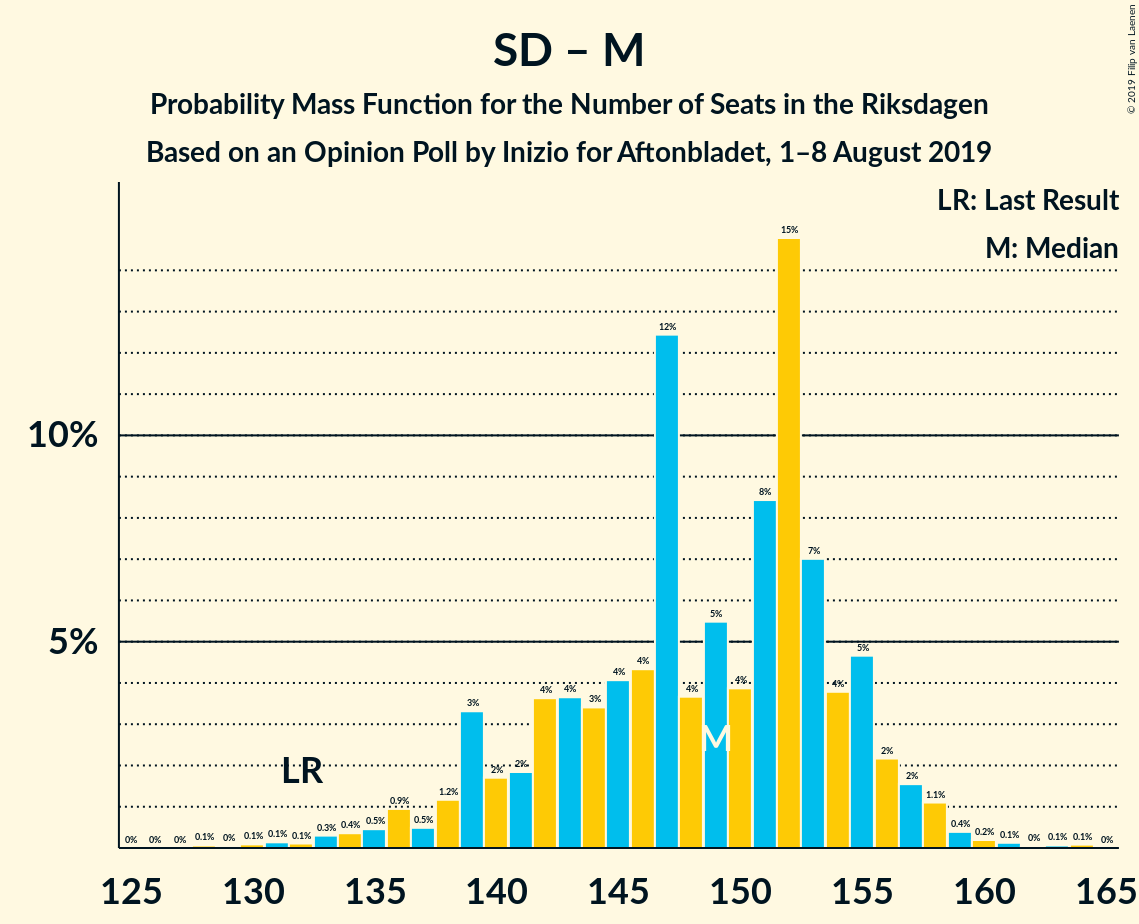 SD – M
Probability Mass Function for the Number of Seats in the Riksdagen
Based on an Opinion Poll by Inizio for Aftonbladet, 1–8 August 2019
© 2019 Filip van Laenen
LR: Last Result
M: Median
10%
5%
0% 0% 0% 0.1% 0% 0.1% 0.1% 0.1% 0.3% 0.4% 0.5% 0.9% 0.5% 1.2% 3% 2% 2% 4% 4% 3% 4% 4% 12% 4% 5% 4% 8% 15% 7% 4% 5% 2% 2% 1.1% 0.4% 0.2% 0.1% 0% 0.1% 0.1% 0%
LR
M
125 130 135 140 145 150 155 160 165